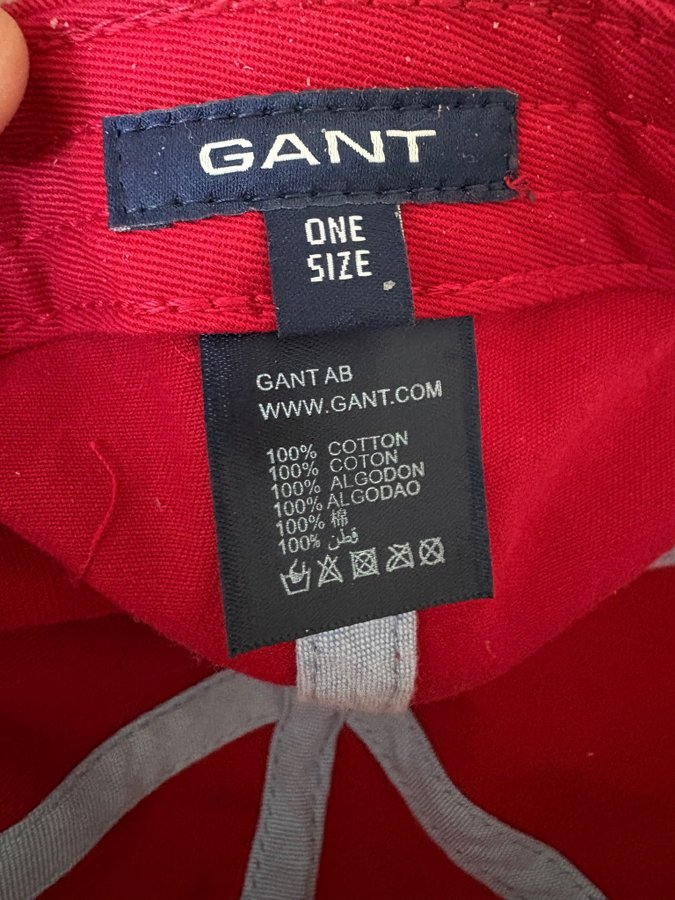 GANT
ONE
SIZE
GANT AB
WWW.GANT.COM
100% COTTON
100% COTON
100% ALGODON
100% ALGODAO
100% 棉
100% قطن